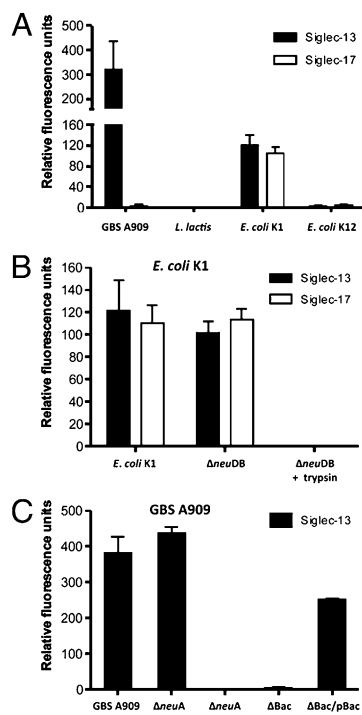 A
Relative fluorescence units
500
400
300
200
160
120
80
40
0
Siglec-13
Siglec-17
GBS A909
L. lactis
E. coli K1
E. coli K12
B
E. coli K1
Relative fluorescence units
160
140
120
100
80
60
40
20
0
Siglec-13
Siglec-17
E. coli K1
ΔneuDB
ΔneuDB
+ trypsin
C
GBS A909
Relative fluorescence units
500
400
300
200
100
0
Siglec-13
GBS A909
ΔneuA
ΔneuA
ΔBac
ΔBac/pBac